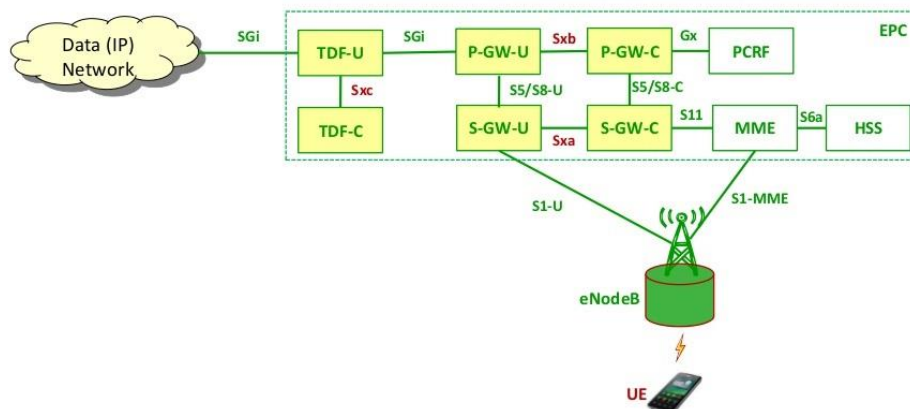 EPC
Data (IP)
Network
SGi
TDF-U
SGi
P-GW-U
Sxb
P-GW-C
Gx
PCRF
Sxc
S5/S8-U
S5/S8-C
TDF-C
S-GW-U
Sxa
S-GW-C
S11
MME
S6a
HSS
S1-U
S1-MME
eNodeB
UE